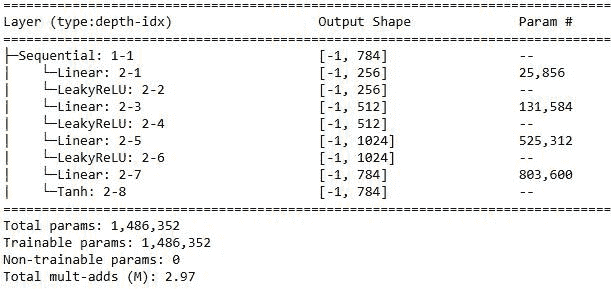 ==========================================================================================
Layer (type:depth-idx)                   Output Shape              Param #
==========================================================================================
├─Sequential: 1-1                        [-1, 784]                 --
|    └─Linear: 2-1                       [-1, 256]                 25,856
|    └─LeakyReLU: 2-2                    [-1, 256]                 --
|    └─Linear: 2-3                       [-1, 512]                 131,584
|    └─LeakyReLU: 2-4                    [-1, 512]                 --
|    └─Linear: 2-5                       [-1, 1024]                525,312
|    └─LeakyReLU: 2-6                    [-1, 1024]                --
|    └─Linear: 2-7                       [-1, 784]                 803,600
|    └─Tanh: 2-8                         [-1, 784]                 --
==========================================================================================
Total params: 1,486,352
Trainable params: 1,486,352
Non-trainable params: 0
Total mult-adds (M): 2.97